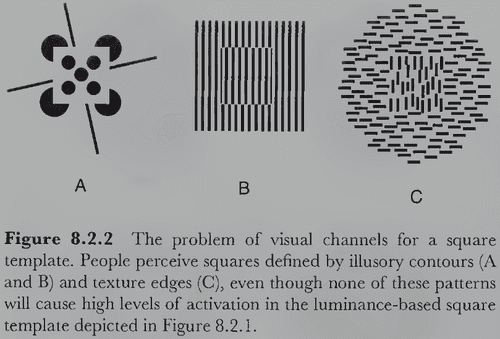 A
B
C
Figure 8.2.2 The problem of visual channels for a square
template. People perceive squares defined by illusory contours (A
and B) and texture edges (C), even though none of these patterns
will cause high levels of activation in the luminance-based square
template depicted in Figure 8.2.1.